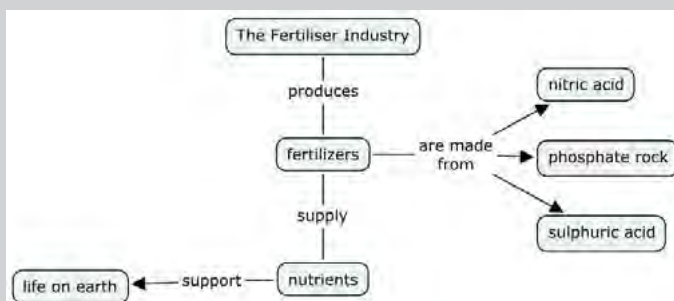 The Fertiliser Industry
produces
nitric acid
fertilizers
are made
from
phosphate rock
supply
sulphuric acid
life on earth
support
nutrients